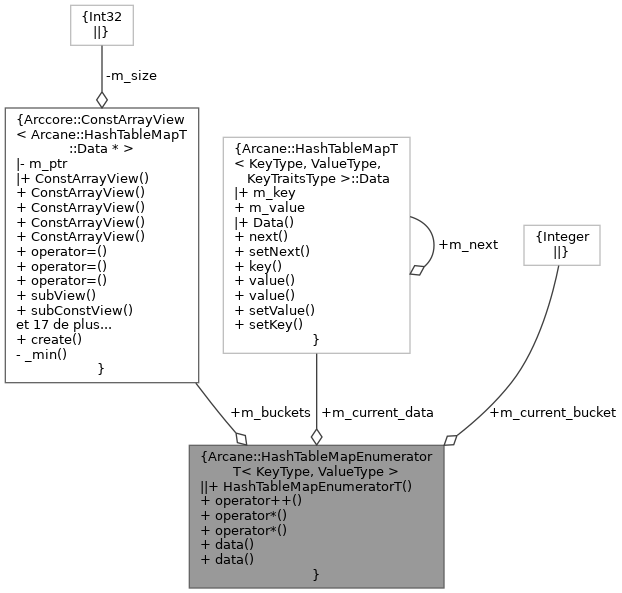 {Int32
||}
-m_size
{Arccore::ConstArrayView
< Arcane::HashTableMapT
::Data * >
|- m_ptr
|+ ConstArrayView()
+ ConstArrayView()
+ ConstArrayView()
+ ConstArrayView()
+ ConstArrayView()
+ operator=()
+ operator=()
+ operator=()
+ subView()
+ subConstView()
et 17 de plus...
+ create()
- _min()
}
{Arcane::HashTableMapT
< KeyType, ValueType,
KeyTraitsType >::Data
|+ m_key
+ m_value
|+ Data()
+ next()
+ setNext()
+ key()
+ value()
+ value()
+ setValue()
+ setKey()
}
+m_next
{Integer
||}
+m_buckets
+m_current_data
+m_current_bucket
{Arcane::HashTableMapEnumerator
T< KeyType, ValueType >
||+ HashTableMapEnumeratorT()
+ operator++()
+ operator*()
+ operator*()
+ data()
+ data()
}